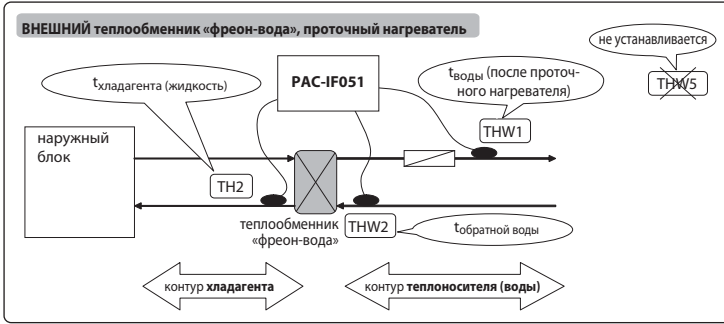 ВНЕШНИЙ теплообменник «фреон-вода», проточный нагреватель
не устанавливается
THW5
tхладагента (жидкость)
PAC-IF051
tводы (после проточ-
ного нагревателя)
THW1
наружный
блок
TH2
теплообменник
«фреон-вода»
THW2
tобратной воды
контур хладагента
контур теплоносителя (воды)